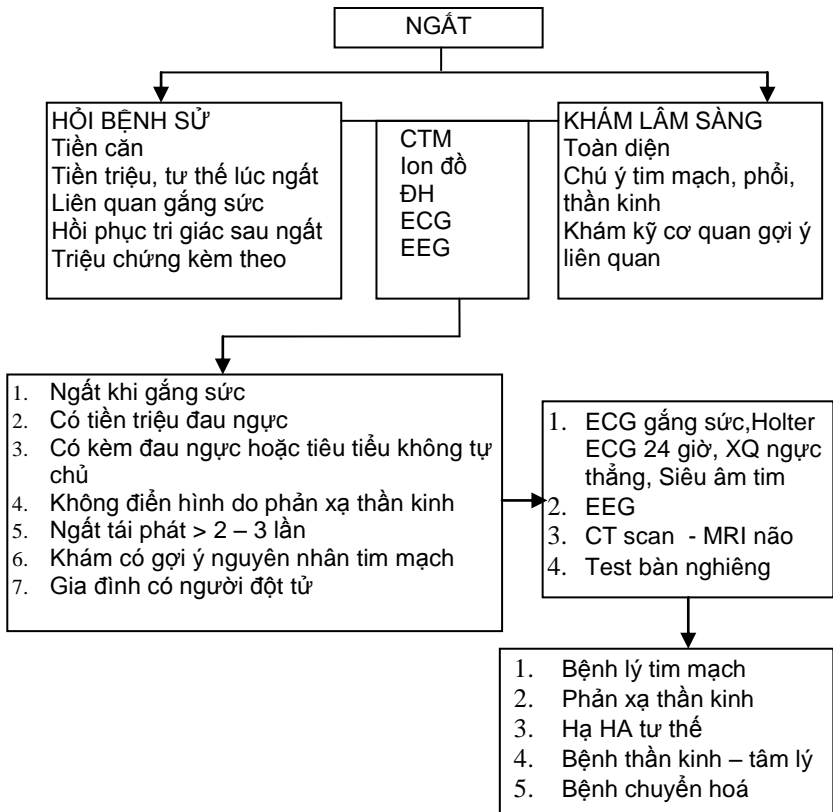 NGẤT
HỎI BỆNH SỬ
Tiền căn
Tiền triệu, tư thế lúc ngất
Liên quan gắng sức
Hồi phục tri giác sau ngất
Triệu chứng kèm theo
CTM
Ion đồ
ĐH
ECG
EEG
KHÁM LÂM SÀNG
Toàn diện
Chú ý tim mạch, phổi,
thần kinh
Khám kỹ cơ quan gợi ý
liên quan
1. Ngất khi gắng sức
2. Có tiền triệu đau ngực
3. Có kèm đau ngực hoặc tiêu tiểu không tự
chủ
4. Không điển hình do phản xạ thần kinh
5. Ngất tái phát > 2 – 3 lần
6. Khám có gợi ý nguyên nhân tim mạch
7. Gia đình có người đột tử
1. ECG gắng sức,Holter
ECG 24 giờ, XQ ngực
thẳng, Siêu âm tim
2. EEG
3. CT scan - MRI não
4. Test bàn nghiêng
1. Bệnh lý tim mạch
2. Phản xạ thần kinh
3. Hạ HA tư thế
4. Bệnh thần kinh – tâm lý
5. Bệnh chuyển hoá